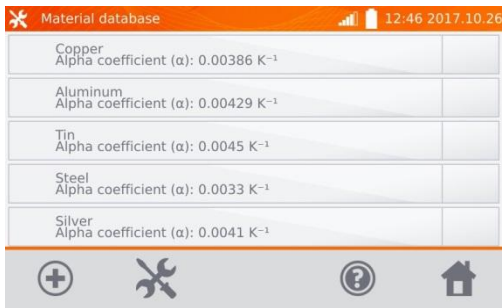 Material database
12:46 2017.10.26
Copper
Alpha coefficient (α): 0.00386 K⁻¹
Aluminum
Alpha coefficient (α): 0.00429 K⁻¹
Tin
Alpha coefficient (α): 0.0045 K⁻¹
Steel
Alpha coefficient (α): 0.0033 K⁻¹
Silver
Alpha coefficient (α): 0.0041 K⁻¹